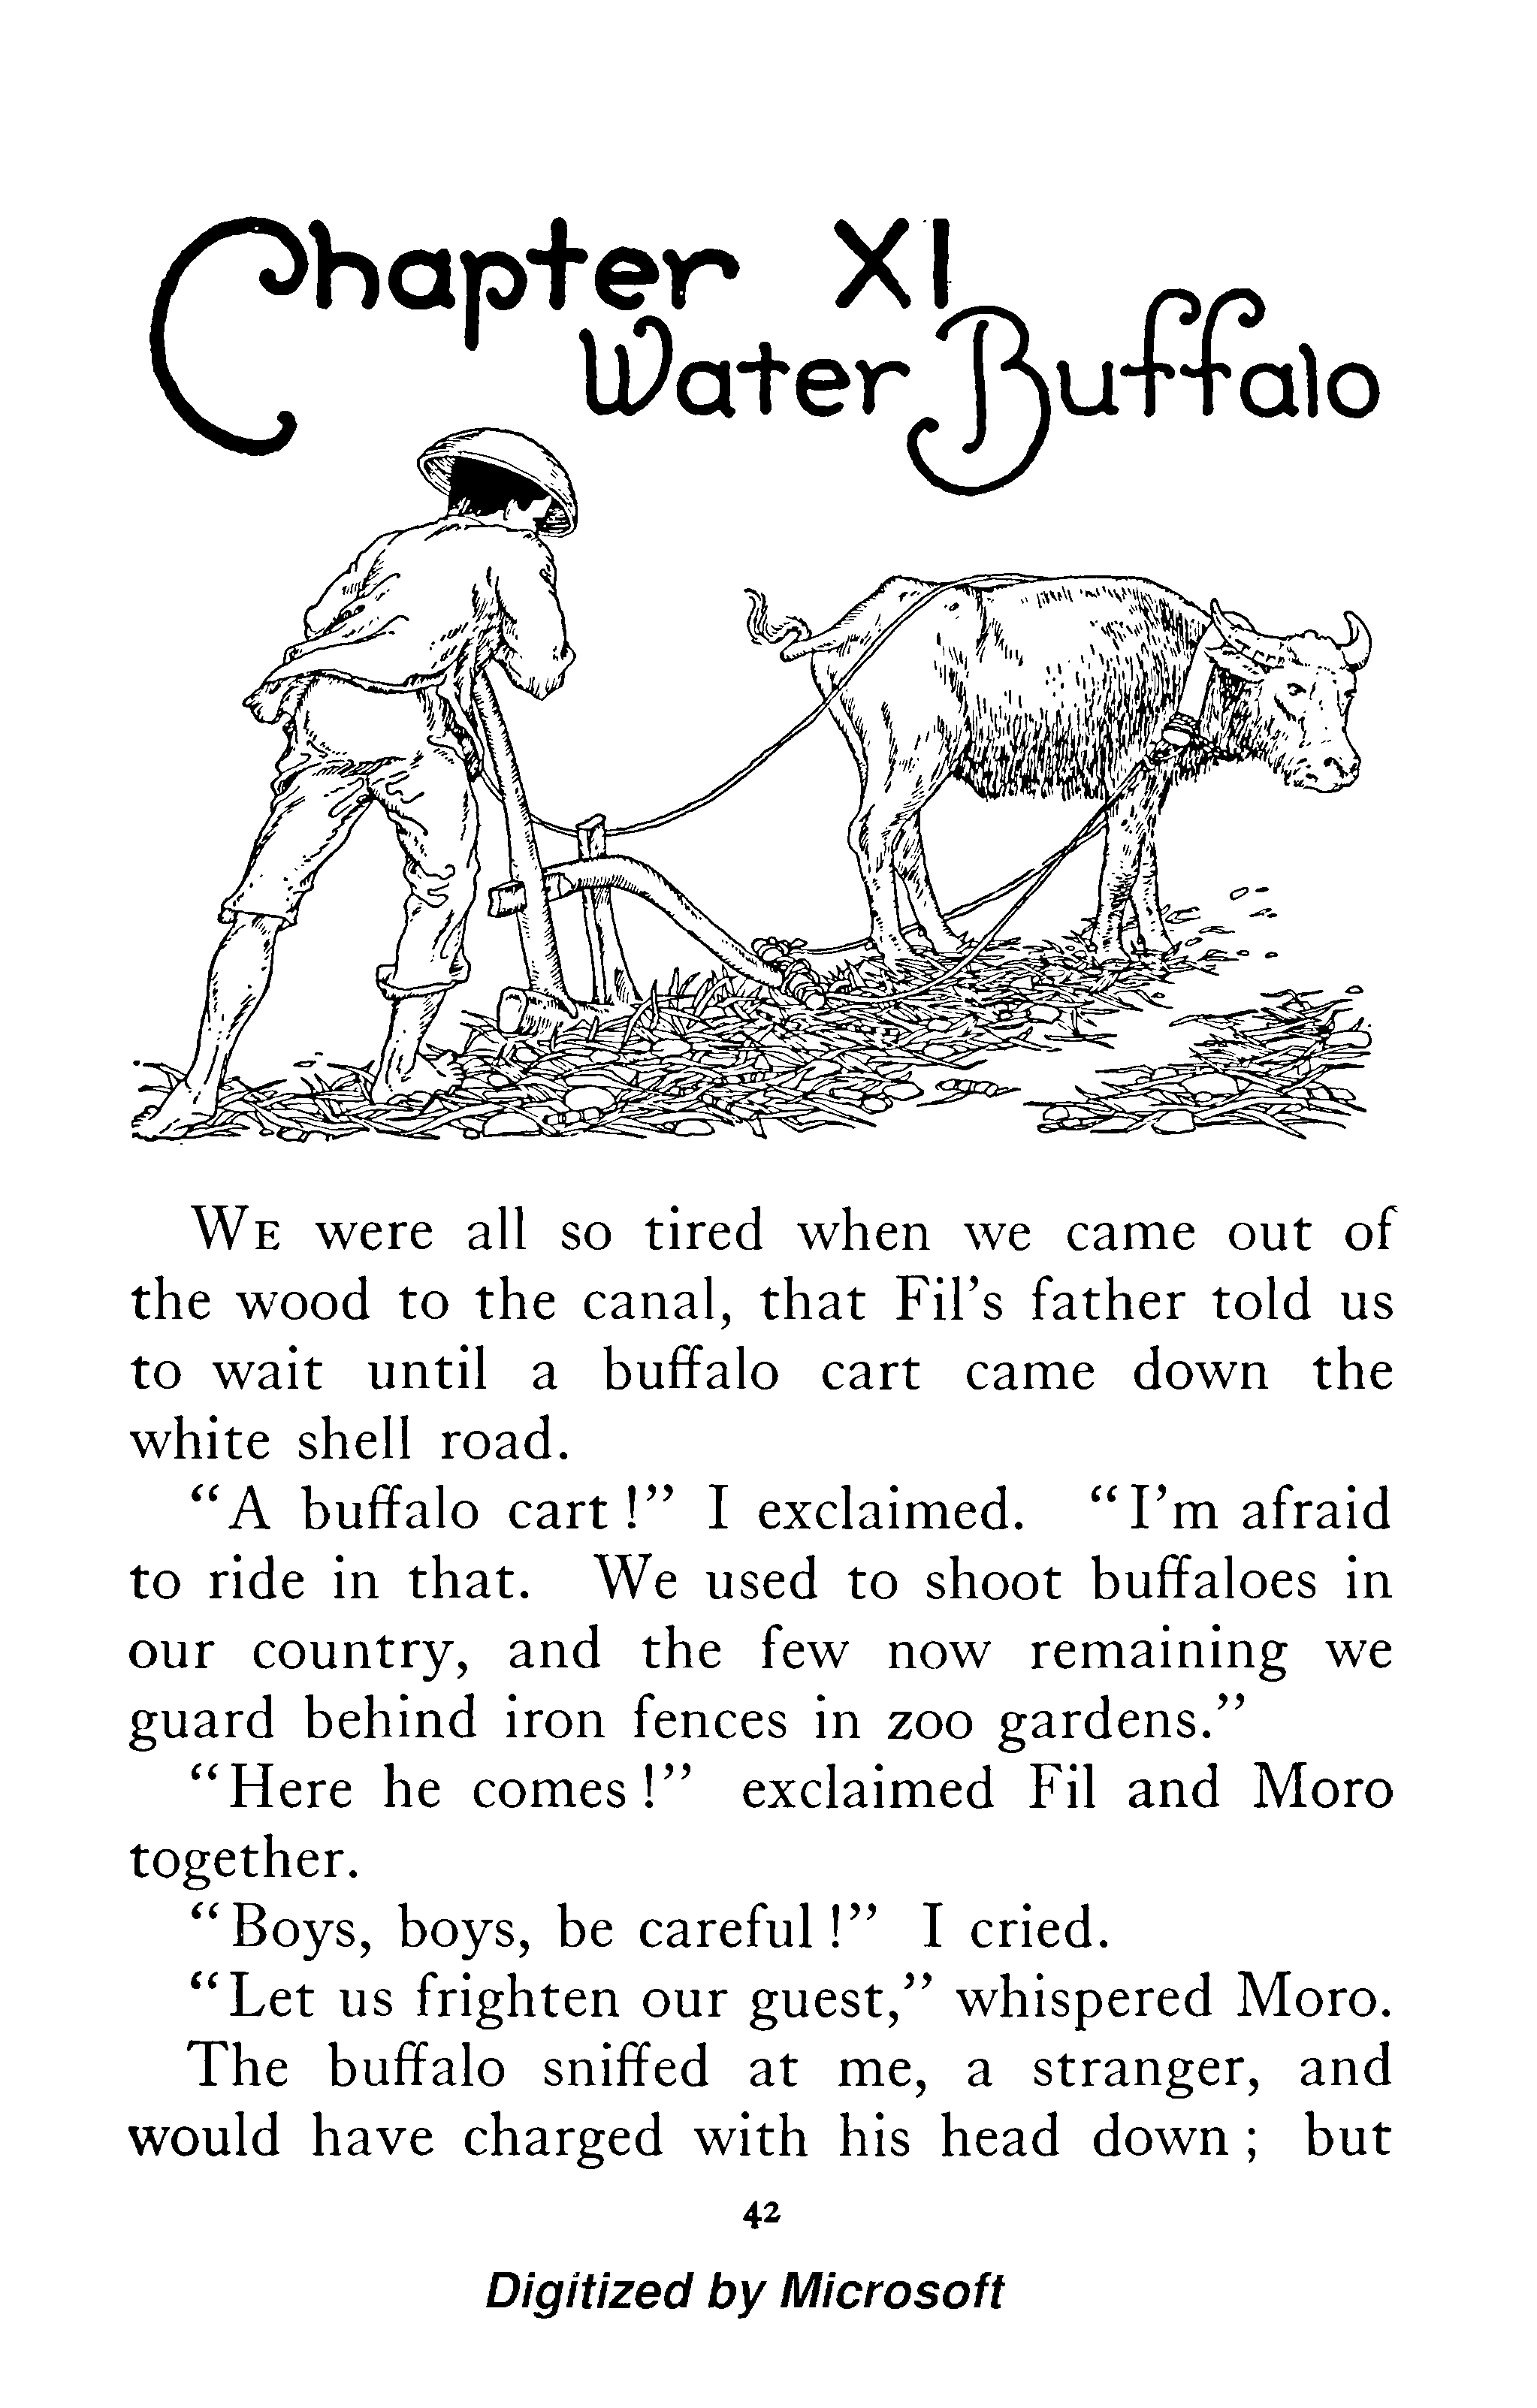 Chapter XI
Water Buffalo
WE were all so tired when we came out of
the wood to the canal, that Fil's father told us
to wait until a buffalo cart came down the
white shell road.
"A buffalo cart!" I exclaimed. "I'm afraid
to ride in that. We used to shoot buffaloes in
our country, and the few now remaining we
guard behind iron fences in zoo gardens."
"Here he comes!" exclaimed Fil and Moro
together.
"Boys, boys, be careful!" I cried.
"Let us frighten our guest," whispered Moro.
The buffalo sniffed at me, a stranger, and
would have charged with his head down; but
42
Digitized by Microsoft